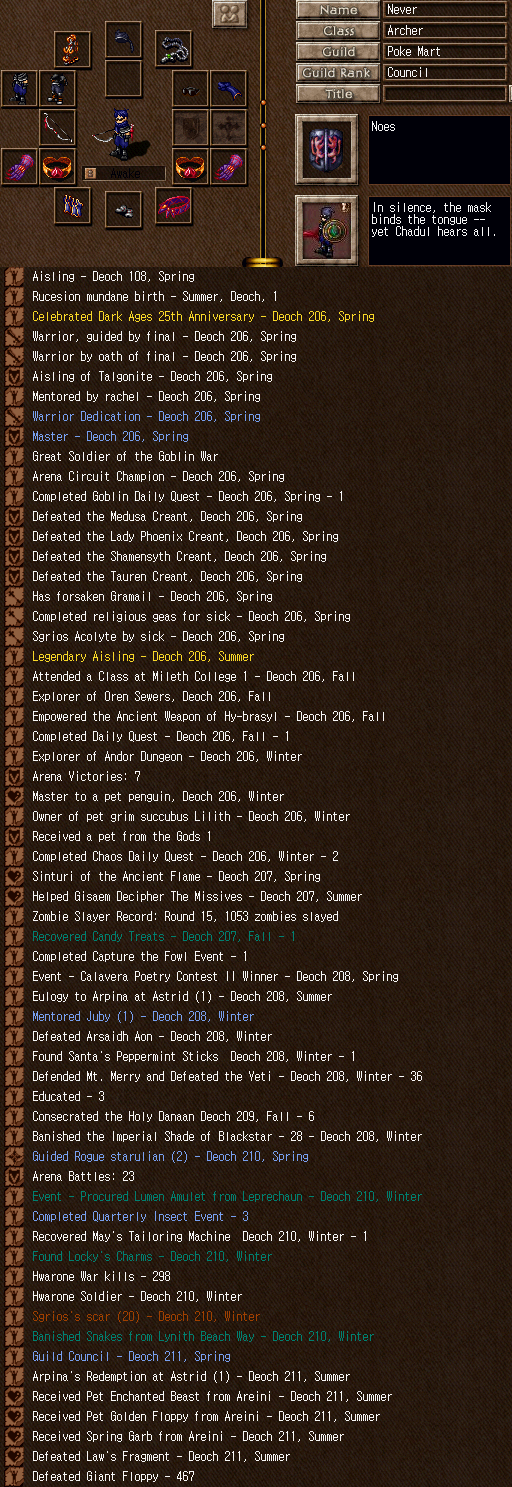 Name Never
Class Archer
Guild Poke Mart
Guild Rank Council
Title
Awake
Noes
In silence, the mask
binds the tongue --
yet Chadul hears all.
Aisling - Deoch 108, Spring
Rucesion mundane birth - Summer, Deoch, 1
Celebrated Dark Ages 25th Anniversary - Deoch 206, Spring
Warrior, guided by final - Deoch 206, Spring
Warrior by oath of final - Deoch 206, Spring
Aisling of Talgonite - Deoch 206, Spring
Mentored by rachel - Deoch 206, Spring
Warrior Dedication - Deoch 206, Spring
Master - Deoch 206, Spring
Great Soldier of the Goblin War
Arena Circuit Champion - Deoch 206, Spring
Completed Goblin Daily Quest - Deoch 206, Spring - 1
Defeated the Medusa Creant, Deoch 206, Spring
Defeated the Lady Phoenix Creant, Deoch 206, Spring
Defeated the Shamensyth Creant, Deoch 206, Spring
Defeated the Tauren Creant, Deoch 206, Spring
Has forsaken Gramail - Deoch 206, Spring
Completed religious geas for sick - Deoch 206, Spring
Sgrios Acolyte by sick - Deoch 206, Spring
Legendary Aisling - Deoch 206, Summer
Attended a Class at Mileth College 1 - Deoch 206, Fall
Explorer of Oren Sewers, Deoch 206, Fall
Empowered the Ancient Weapon of Hy-brasyl - Deoch 206, Fall
Completed Daily Quest - Deoch 206, Fall - 1
Explorer of Andor Dungeon - Deoch 206, Winter
Arena Victories: 7
Master to a pet penguin, Deoch 206, Winter
Owner of pet grim succubus Lilith - Deoch 206, Winter
Received a pet from the Gods 1
Completed Chaos Daily Quest - Deoch 206, Winter - 2
Sinturi of the Ancient Flame - Deoch 207, Spring
Helped Gisaem Decipher The Missives - Deoch 207, Summer
Zombie Slayer Record: Round 15, 1053 zombies slayed
Recovered Candy Treats - Deoch 207, Fall - 1
Completed Capture the Fowl Event - 1
Event - Calavera Poetry Contest II Winner - Deoch 208, Spring
Eulogy to Arpina at Astrid (1) - Deoch 208, Summer
Mentored Juby (1) - Deoch 208, Winter
Defeated Arsaidh Aon - Deoch 208, Winter
Found Santa's Peppermint Sticks  Deoch 208, Winter - 1
Defended Mt. Merry and Defeated the Yeti - Deoch 208, Winter - 36
Educated - 3
Consecrated the Holy Danaan Deoch 209, Fall - 6
Banished the Imperial Shade of Blackstar - 28 - Deoch 208, Winter
Guided Rogue starulian (2) - Deoch 210, Spring
Arena Battles: 23
Event - Procured Lumen Amulet from Leprechaun - Deoch 210, Winter
Completed Quarterly Insect Event - 3
Recovered May's Tailoring Machine  Deoch 210, Winter - 1
Found Locky's Charms - Deoch 210, Winter
Hwarone War kills - 298
Hwarone Soldier - Deoch 210, Winter
Sgrios's scar (20) - Deoch 210, Winter
Banished Snakes from Lynith Beach Way - Deoch 210, Winter
Guild Council - Deoch 211, Spring
Arpina's Redemption at Astrid (1) - Deoch 211, Summer
Received Pet Enchanted Beast from Areini - Deoch 211, Summer
Received Pet Golden Floppy from Areini - Deoch 211, Summer
Received Spring Garb from Areini - Deoch 211, Summer
Defeated Law's Fragment - Deoch 211, Summer
Defeated Giant Floppy - 467